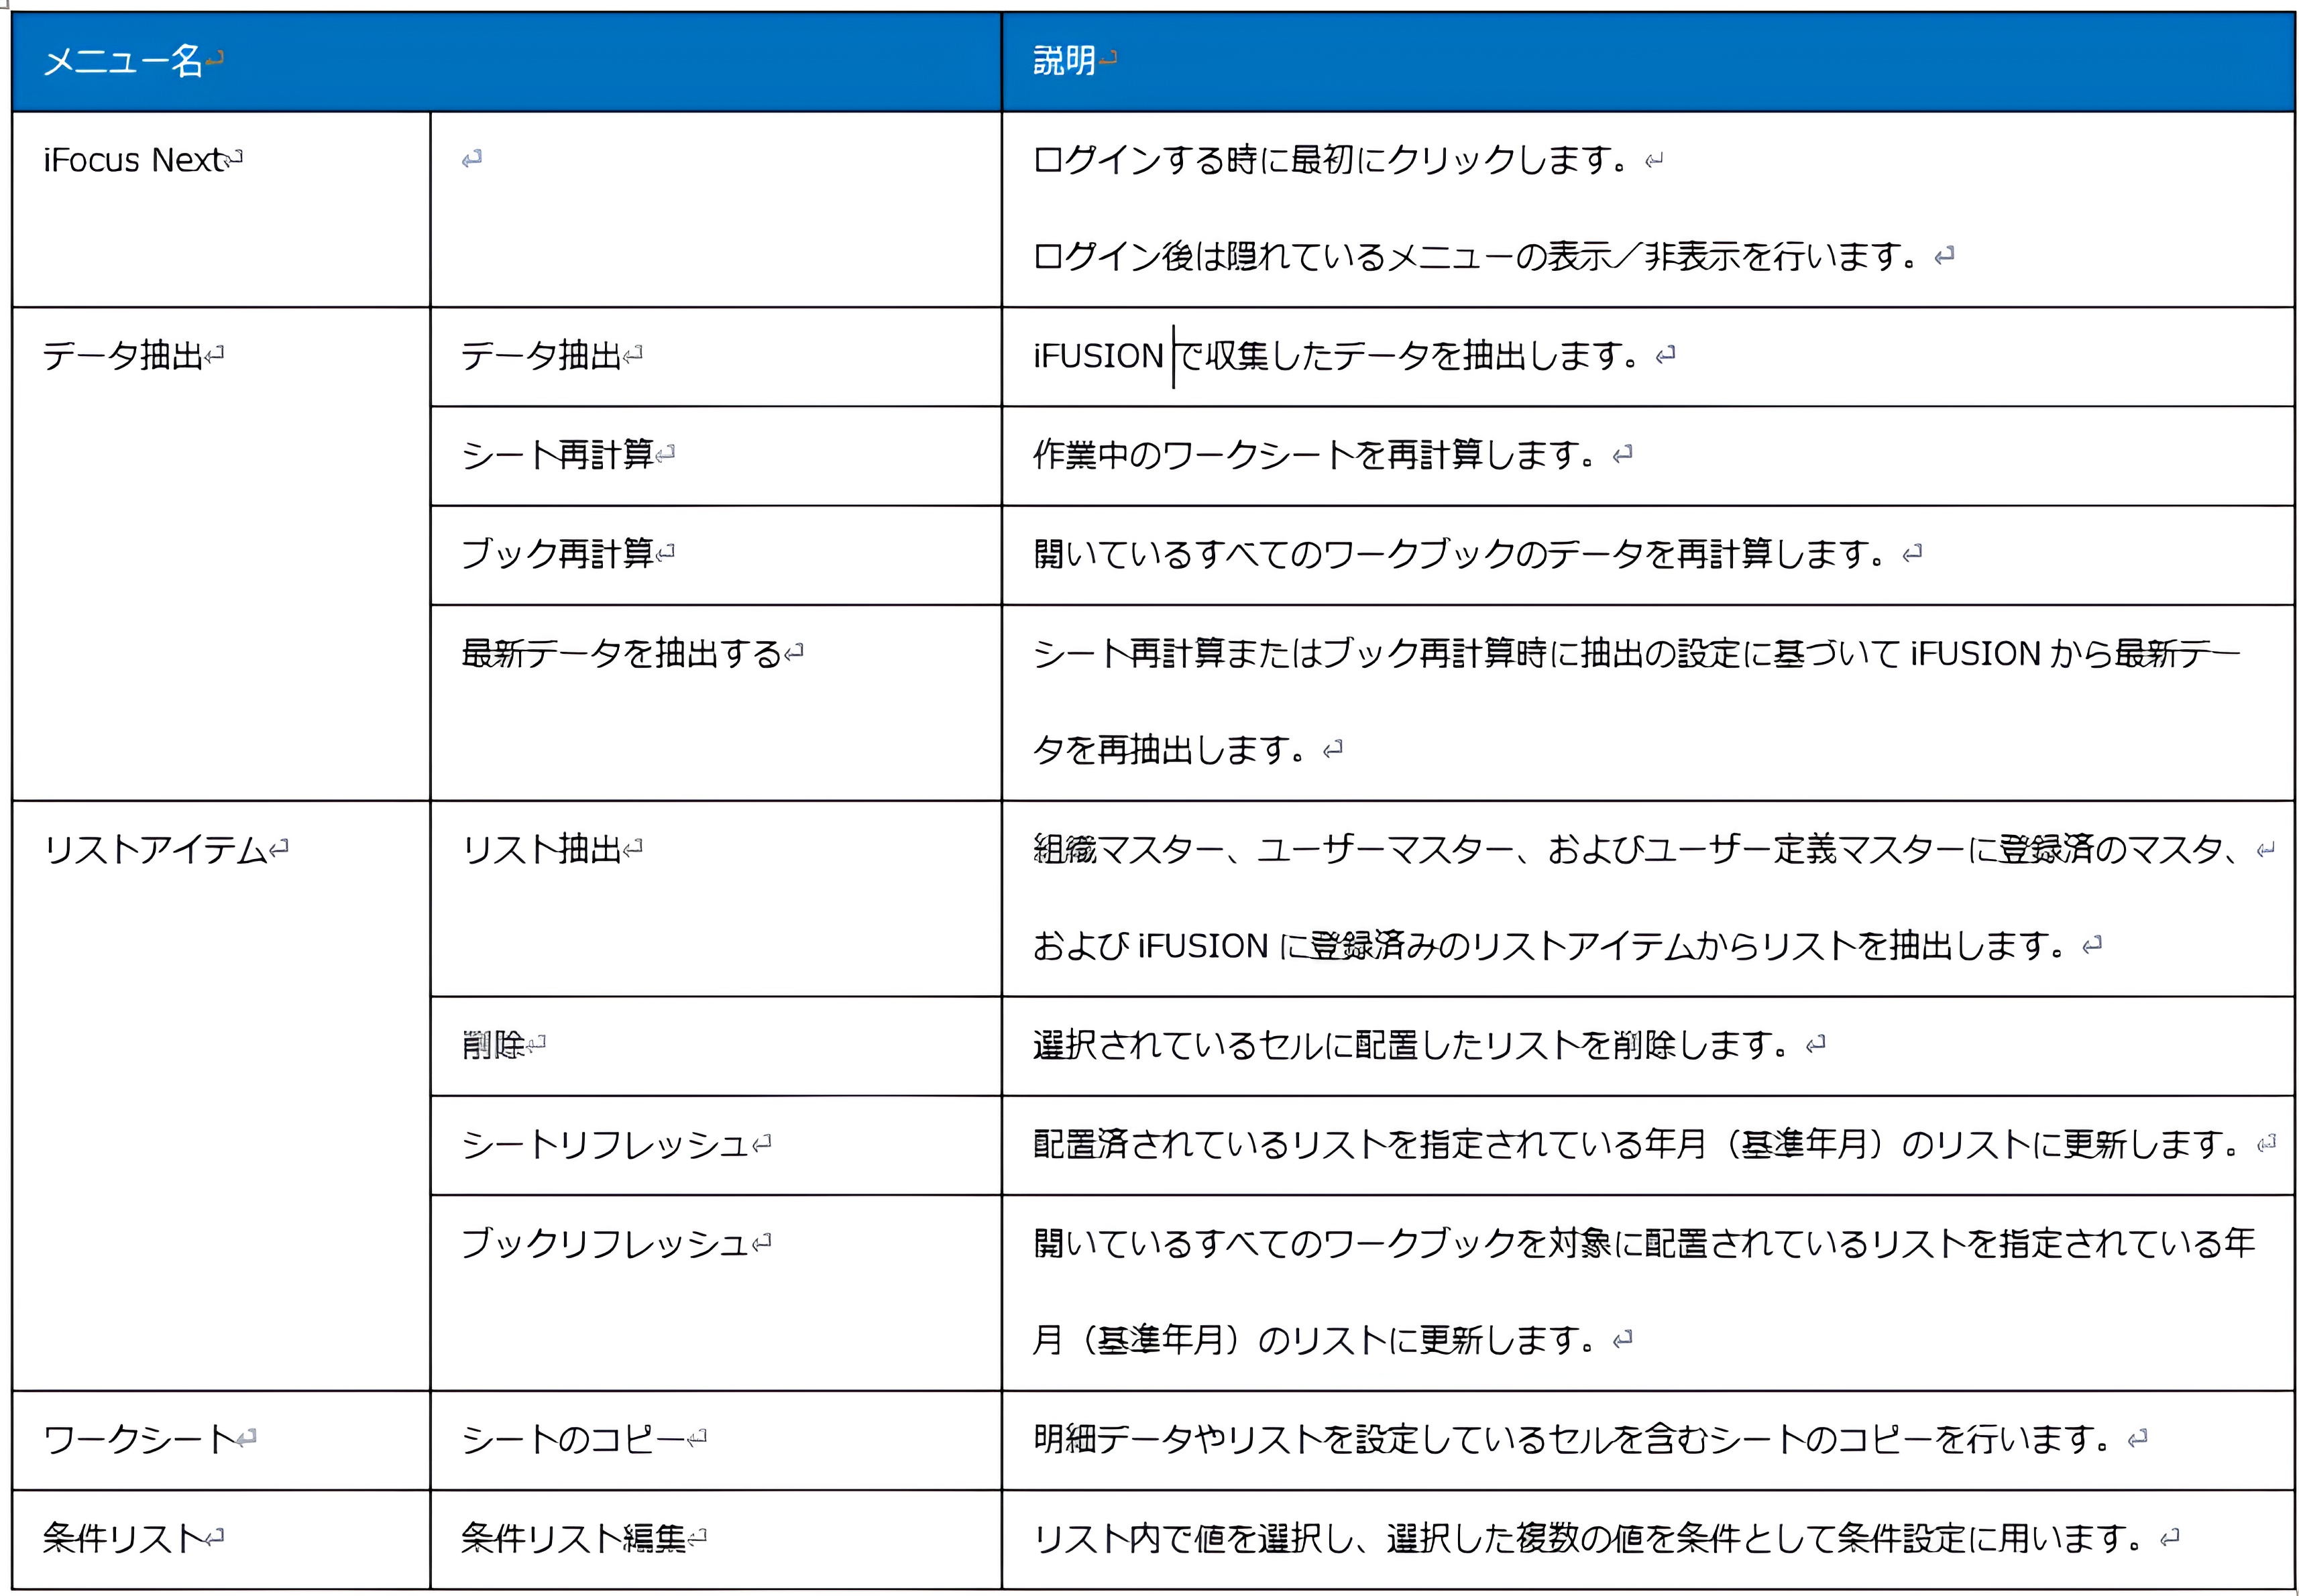 メニュー名 説明
iFocus Next ログインする時に最初にクリックします。
ログイン後は隠れているメニューの表示／非表示を行います。
データ抽出 データ抽出 iFUSION で収集したデータを抽出します。
シート再計算 作業中のワークシートを再計算します。
ブック再計算 開いているすべてのワークブックのデータを再計算します。
最新データを抽出する シート再計算またはブック再計算時に抽出の設定に基づいて iFUSION から最新デー
タを再抽出します。
リストアイテム リスト抽出 組織マスター、ユーザーマスター、およびユーザー定義マスターに登録済のマスタ、
および iFUSION に登録済みのリストアイテムからリストを抽出します。
削除 選択されているセルに配置したリストを削除します。
シートリフレッシュ 配置済されているリストを指定されている年月（基準年月）のリストに更新します。
ブックリフレッシュ 開いているすべてのワークブックを対象に配置されているリストを指定されている年
月（基準年月）のリストに更新します。
ワークシート シートのコピー 明細データやリストを設定しているセルを含むシートのコピーを行います。
条件リスト 条件リスト編集 リスト内で値を選択し、選択した複数の値を条件として条件設定に用います。